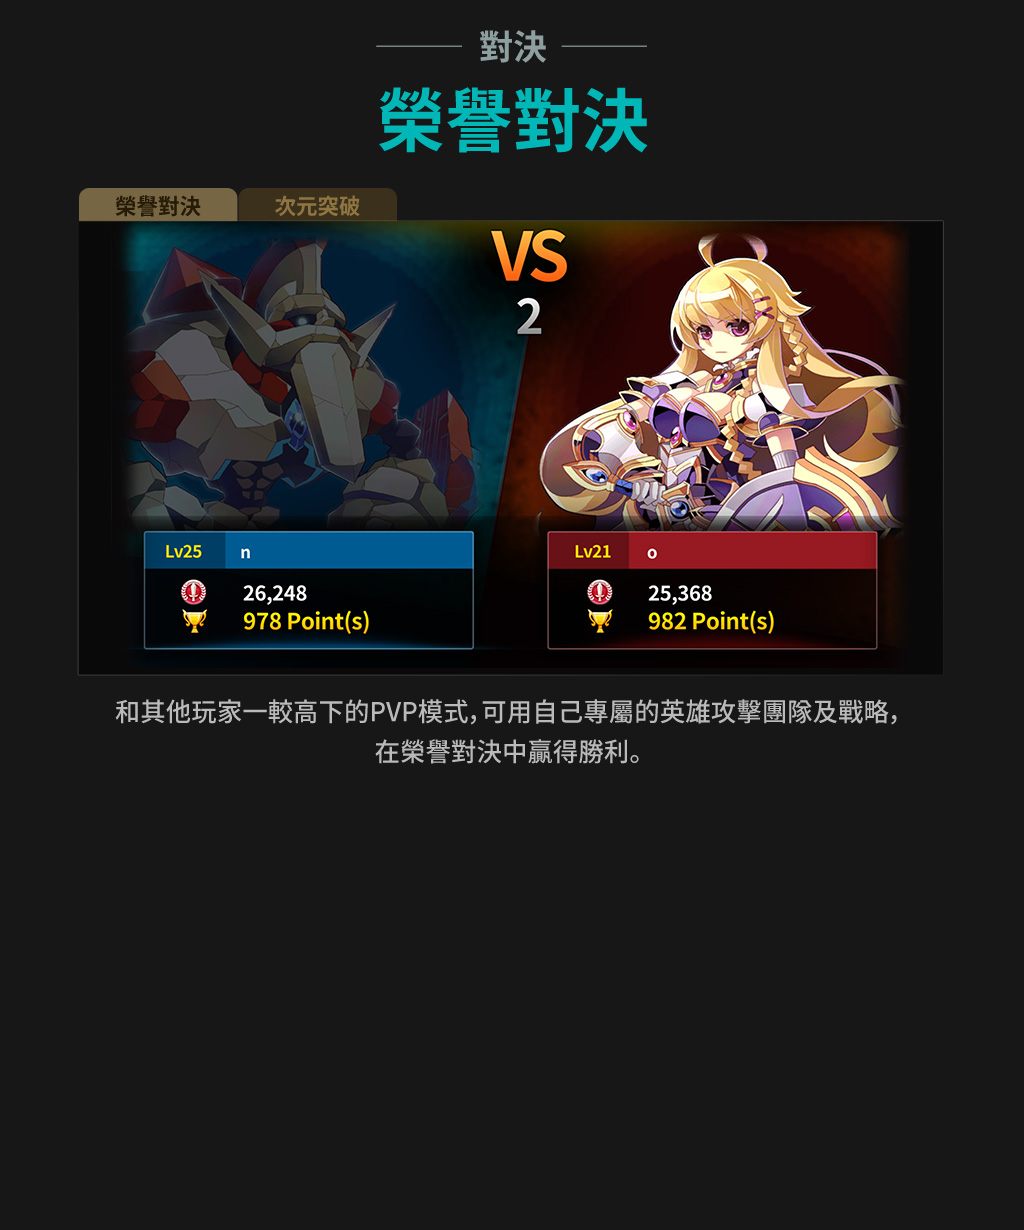 對決
榮譽對決
榮譽對決
次元突破
VS
2
Lv25 n
26,248
978 Point(s)
Lv21 o
25,368
982 Point(s)
和其他玩家一較高下的PVP模式,可用自己專屬的英雄攻擊團隊及戰略,
在榮譽對決中贏得勝利。